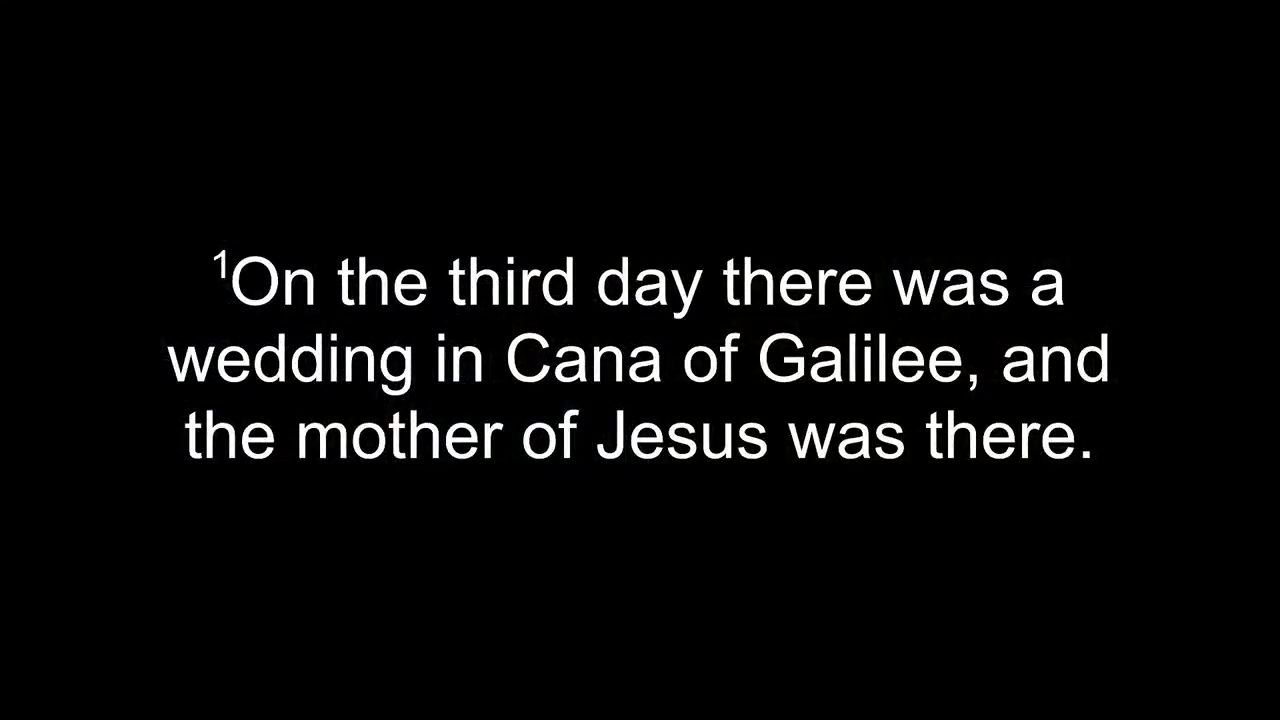 ¹On the third day there was a
wedding in Cana of Galilee, and
the mother of Jesus was there.